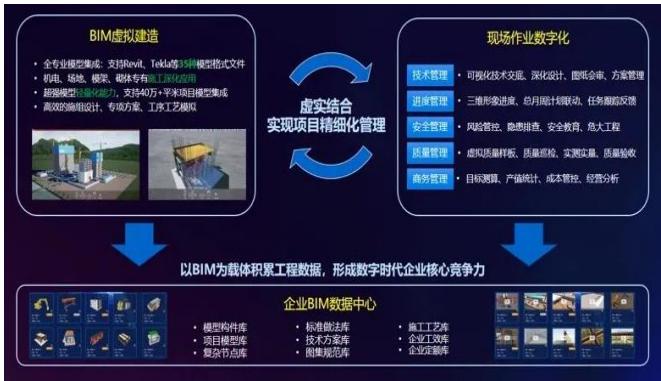 BIM虚拟建造
• 全专业模型集成：支持Revit、Tekla等35种模型格式文件
• 机电、场地、模架、砌体专有施工深化应用
• 超强模型轻量化能力，支持40万+平米项目模型集成
• 高效的施组设计、专项方案、工序工艺模拟
虚实结合
实现项目精细化管理
现场作业数字化
技术管理 • 可视化技术交底、深化设计、图纸会审、方案管理
进度管理 • 三维形象进度、总月周计划联动、任务跟踪反馈
安全管理 • 风险管控、隐患排查、安全教育、危大工程
质量管理 • 虚拟质量样板、质量巡检、实测实量、质量验收
商务管理 • 目标测算、产值统计、成本管控、经营分析
以BIM为载体积累工程数据，形成数字时代企业核心竞争力
企业BIM数据中心
• 模型构件库
• 项目模型库
• 复杂节点库
• 标准做法库
• 技术方案库
• 图集规范库
• 施工工艺库
• 企业工效库
• 企业定额库